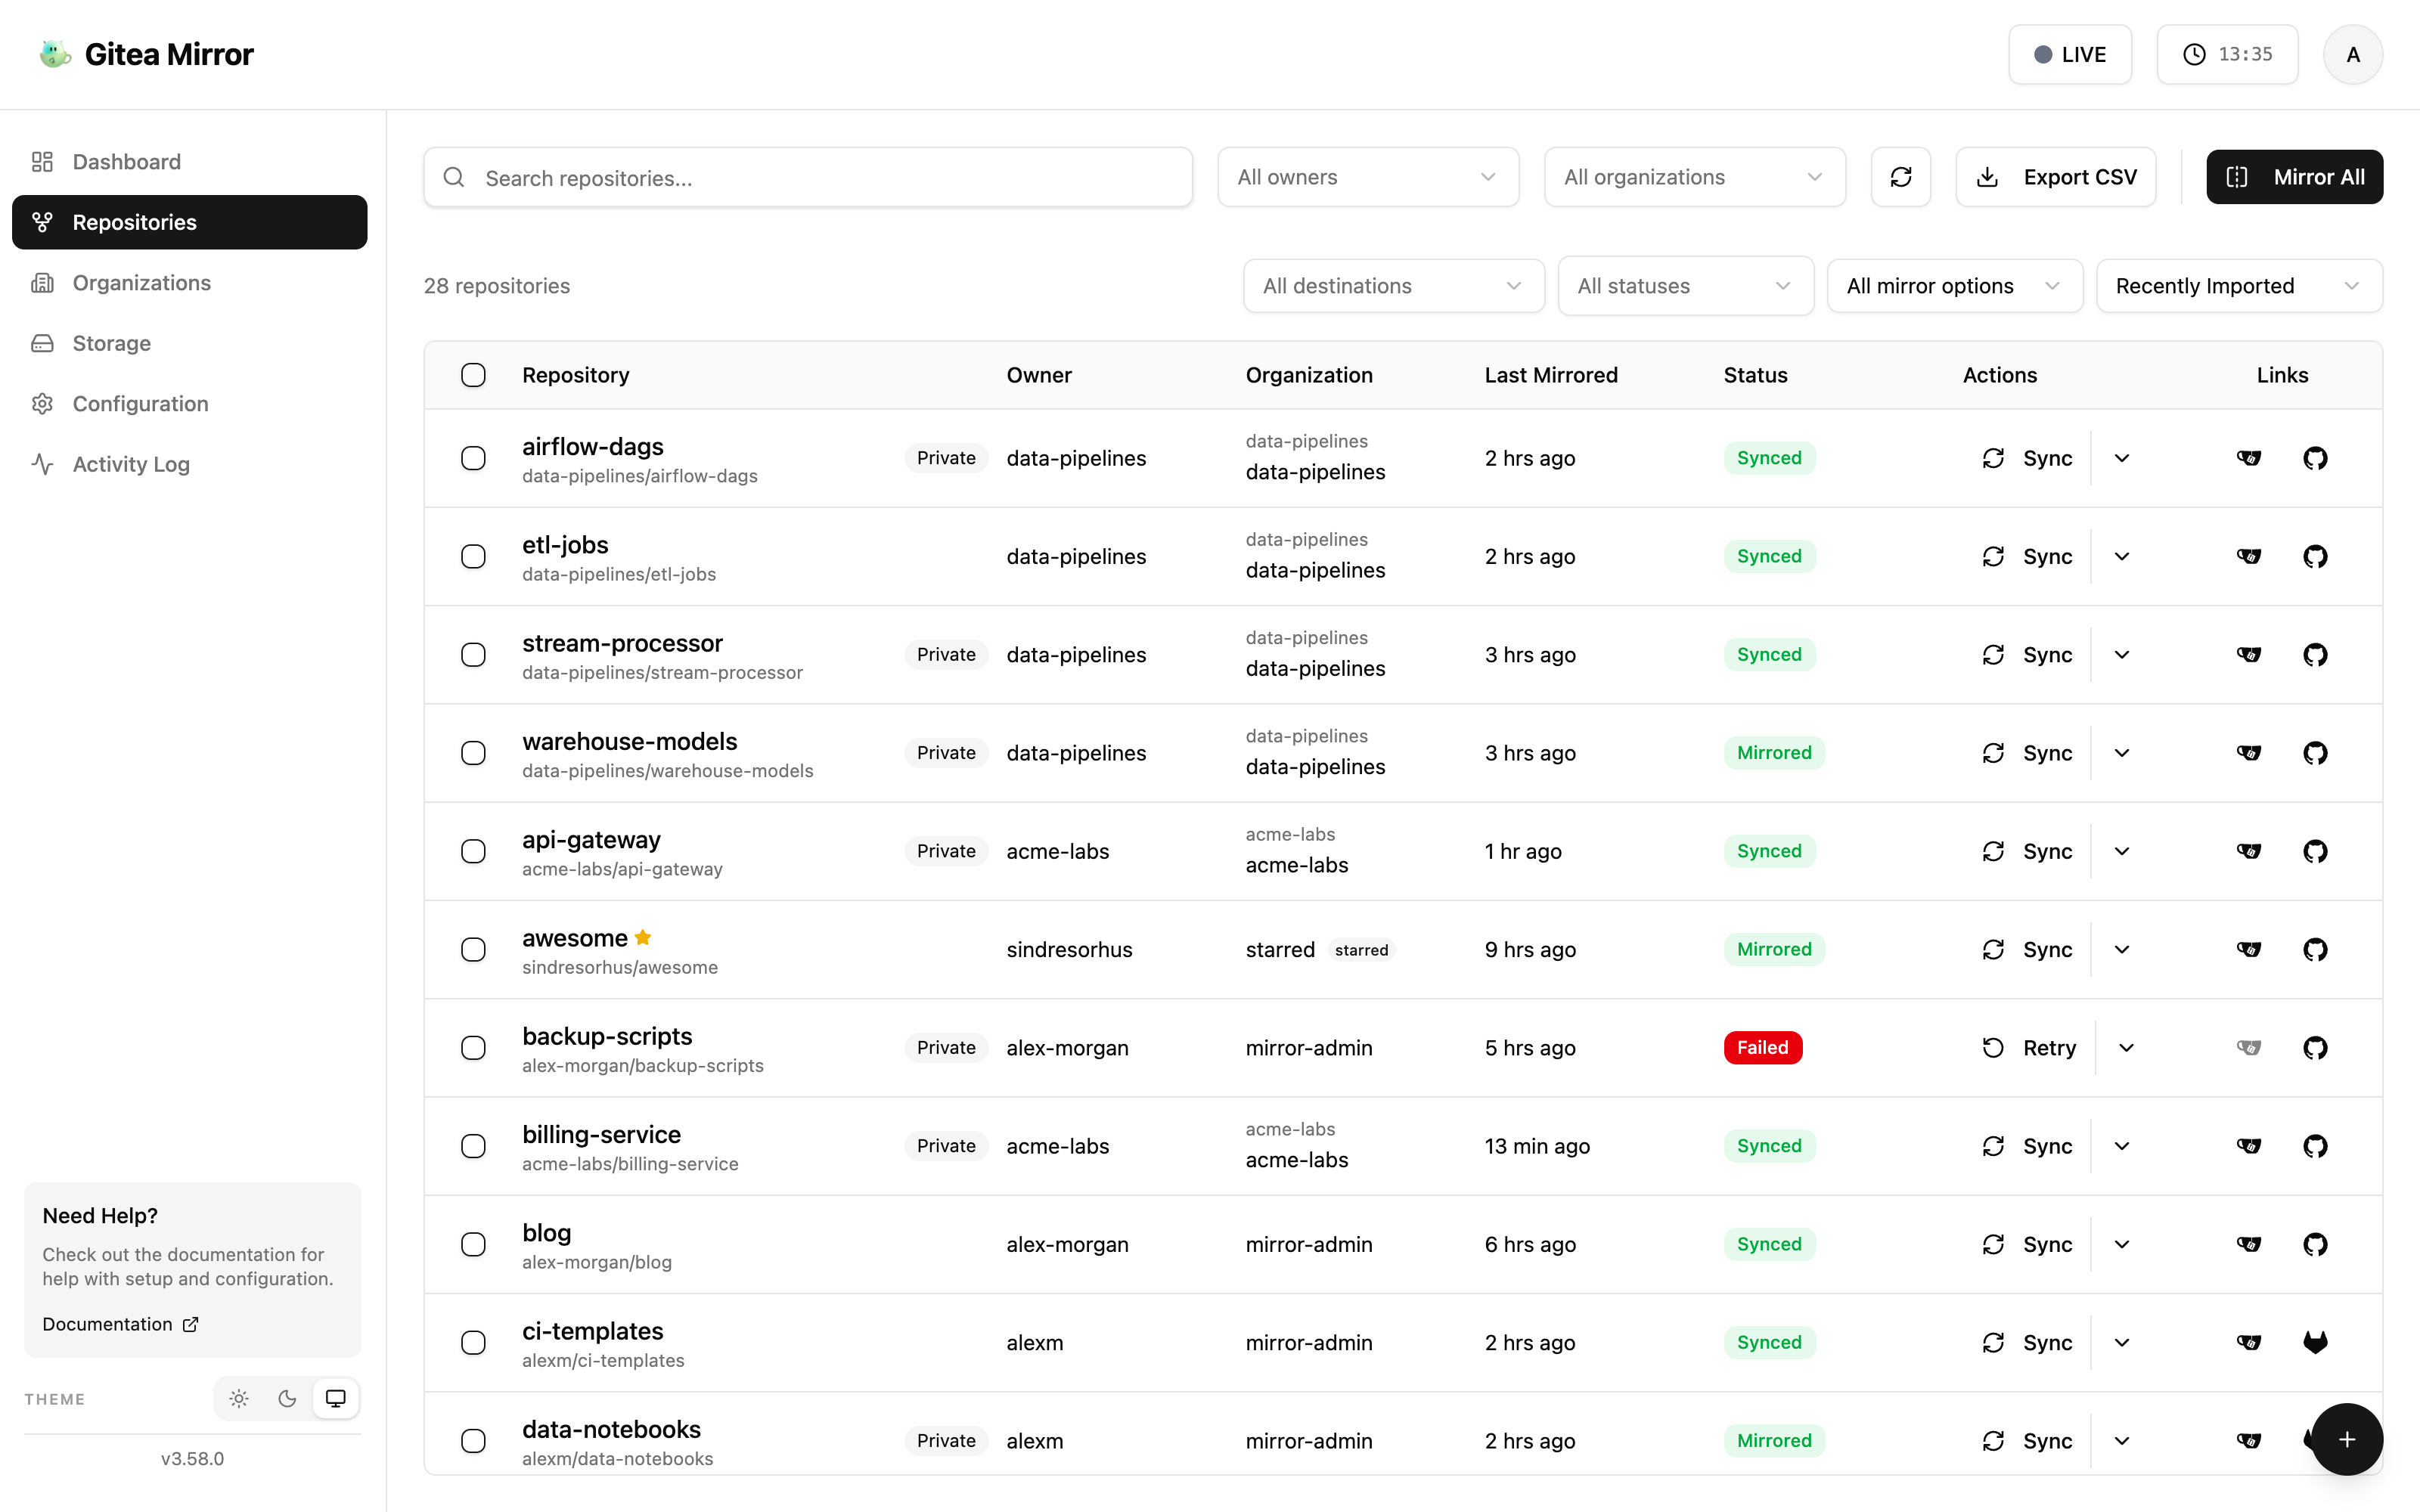 Gitea Mirror
LIVE
13:35
A
Dashboard
Repositories
Organizations
Storage
Configuration
Activity Log
Search repositories...
All owners
All organizations
Export CSV
Mirror All
28 repositories
All destinations
All statuses
All mirror options
Recently Imported
Repository Owner Organization Last Mirrored Status Actions Links
airflow-dags
data-pipelines/airflow-dags
Private
data-pipelines
data-pipelines
data-pipelines
2 hrs ago
Synced
Sync
etl-jobs
data-pipelines/etl-jobs
data-pipelines
data-pipelines
data-pipelines
2 hrs ago
Synced
Sync
stream-processor
data-pipelines/stream-processor
Private
data-pipelines
data-pipelines
data-pipelines
3 hrs ago
Synced
Sync
warehouse-models
data-pipelines/warehouse-models
Private
data-pipelines
data-pipelines
data-pipelines
3 hrs ago
Mirrored
Sync
api-gateway
acme-labs/api-gateway
Private
acme-labs
acme-labs
acme-labs
1 hr ago
Synced
Sync
awesome
sindresorhus/awesome
sindresorhus
starred
starred
9 hrs ago
Mirrored
Sync
backup-scripts
alex-morgan/backup-scripts
Private
alex-morgan
mirror-admin
5 hrs ago
Failed
Retry
billing-service
acme-labs/billing-service
Private
acme-labs
acme-labs
acme-labs
13 min ago
Synced
Sync
blog
alex-morgan/blog
alex-morgan
mirror-admin
6 hrs ago
Synced
Sync
ci-templates
alexm/ci-templates
alexm
mirror-admin
2 hrs ago
Synced
Sync
data-notebooks
alexm/data-notebooks
Private
alexm
mirror-admin
2 hrs ago
Mirrored
Sync
Need Help?
Check out the documentation for
help with setup and configuration.
Documentation
THEME
v3.58.0